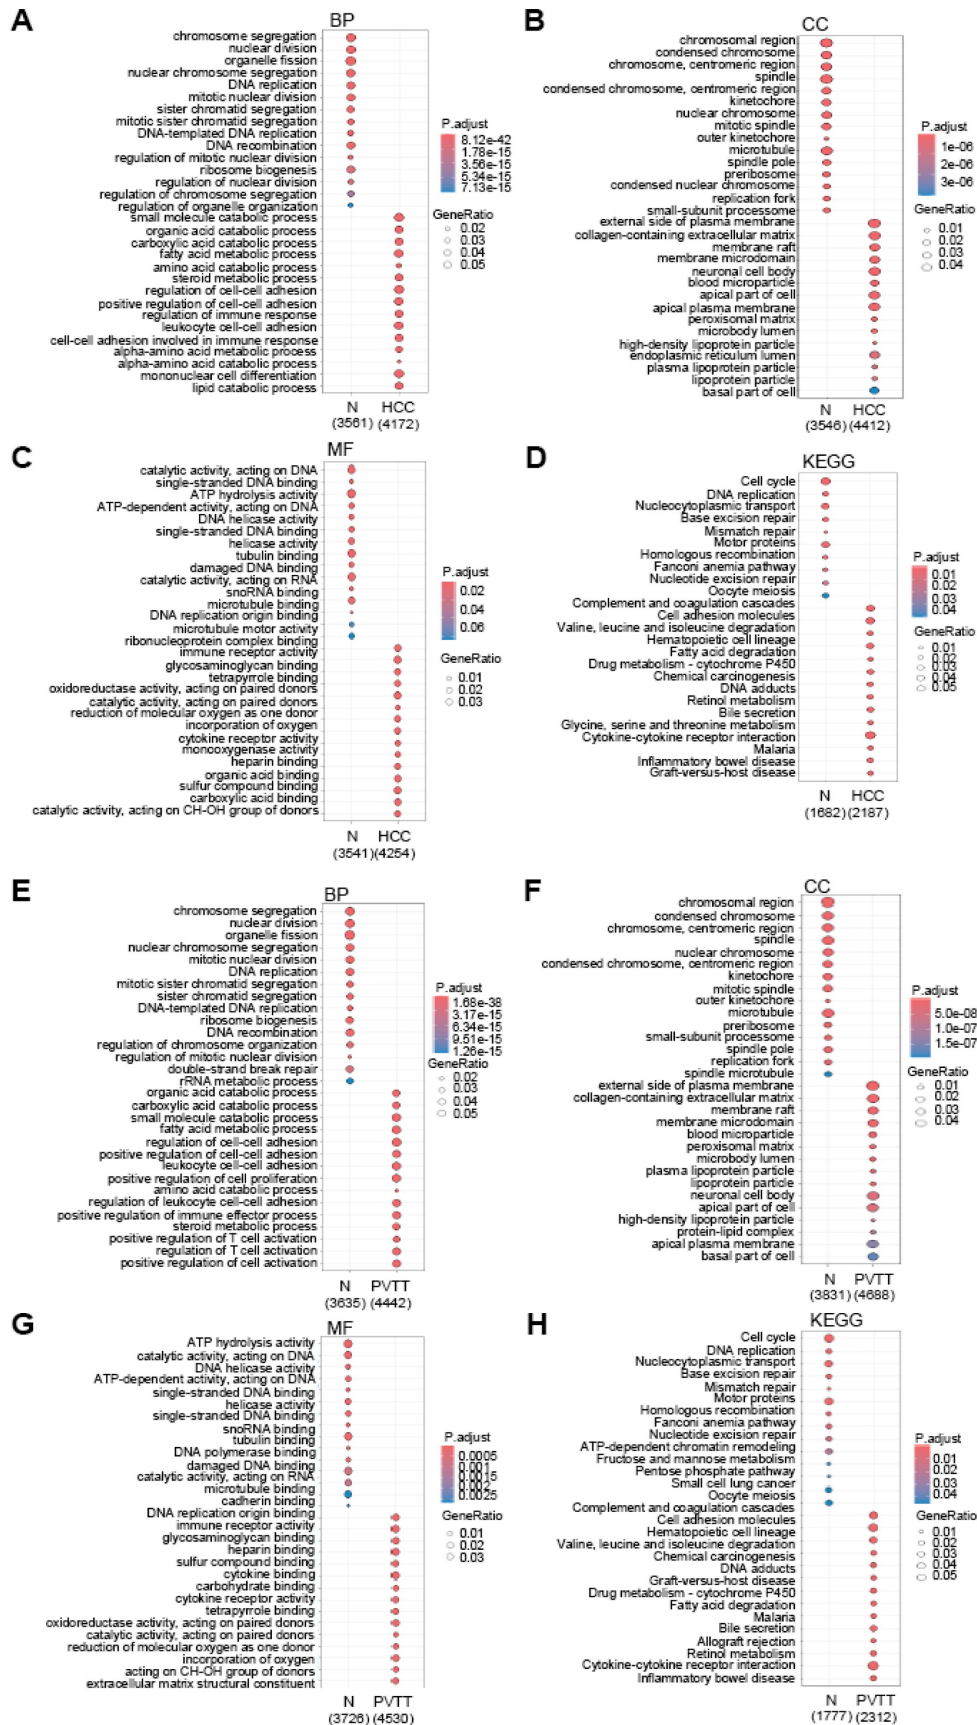 A
BP
chromosome segregation
nuclear division
organelle fission
nuclear chromosome segregation
DNA replication
mitotic nuclear division
sister chromatid segregation
mitotic sister chromatid segregation
DNA-templated DNA replication
DNA recombination
regulation of mitotic nuclear division
ribosome biogenesis
regulation of nuclear division
regulation of chromosome segregation
regulation of organelle organization
small molecule catabolic process
organic acid catabolic process
carboxylic acid catabolic process
fatty acid metabolic process
amino acid catabolic process
steroid metabolic process
regulation of cell-cell adhesion
positive regulation of cell-cell adhesion
regulation of immune response
leukocyte cell-cell adhesion
cell-cell adhesion involved in immune response
alpha-amino acid metabolic process
alpha-amino acid catabolic process
mononuclear cell differentiation
lipid catabolic process
N HCC
(3561) (4172)
P.adjust
8.12e-42
1.78e-15
3.56e-15
5.34e-15
7.13e-15
GeneRatio
0.02
0.03
0.04
0.05
B
CC
chromosomal region
condensed chromosome
chromosome, centromeric region
spindle
condensed chromosome, centromeric region
kinetochore
nuclear chromosome
mitotic spindle
outer kinetochore
microtubule
spindle pole
preribosome
condensed nuclear chromosome
replication fork
small-subunit processome
external side of plasma membrane
collagen-containing extracellular matrix
membrane raft
membrane microdomain
neuronal cell body
blood microparticle
apical part of cell
apical plasma membrane
peroxisomal matrix
microbody lumen
high-density lipoprotein particle
endoplasmic reticulum lumen
plasma lipoprotein particle
lipoprotein particle
basal part of cell
N HCC
(3546) (4412)
P.adjust
1e-06
2e-06
3e-06
GeneRatio
0.01
0.02
0.03
0.04
C
MF
catalytic activity, acting on DNA
single-stranded DNA binding
ATP hydrolysis activity
ATP-dependent activity, acting on DNA
DNA helicase activity
single-stranded DNA binding
helicase activity
tubulin binding
damaged DNA binding
catalytic activity, acting on RNA
snoRNA binding
microtubule binding
DNA replication origin binding
microtubule motor activity
ribonucleoprotein complex binding
immune receptor activity
glycosaminoglycan binding
tetrapyrrole binding
oxidoreductase activity, acting on paired donors
catalytic activity, acting on paired donors
reduction of molecular oxygen as one donor
incorporation of oxygen
cytokine receptor activity
monooxygenase activity
heparin binding
organic acid binding
sulfur compound binding
carboxylic acid binding
catalytic activity, acting on CH-OH group of donors
N HCC
(3541) (4254)
P.adjust
0.02
0.04
0.06
GeneRatio
0.01
0.02
0.03
D
KEGG
Cell cycle
DNA replication
Nucleocytoplasmic transport
Base excision repair
Mismatch repair
Motor proteins
Homologous recombination
Fanconi anemia pathway
Nucleotide excision repair
Oocyte meiosis
Complement and coagulation cascades
Cell adhesion molecules
Valine, leucine and isoleucine degradation
Hematopoietic cell lineage
Fatty acid degradation
Drug metabolism - cytochrome P450
Chemical carcinogenesis
DNA adducts
Retinol metabolism
Bile secretion
Glycine, serine and threonine metabolism
Cytokine-cytokine receptor interaction
Malaria
Inflammatory bowel disease
Graft-versus-host disease
N HCC
(1682) (2187)
P.adjust
0.01
0.02
0.03
0.04
GeneRatio
0.01
0.02
0.03
0.04
0.05
E
BP
chromosome segregation
nuclear division
organelle fission
nuclear chromosome segregation
mitotic nuclear division
DNA replication
mitotic sister chromatid segregation
sister chromatid segregation
DNA-templated DNA replication
ribosome biogenesis
DNA recombination
regulation of chromosome organization
regulation of mitotic nuclear division
double-strand break repair
rRNA metabolic process
organic acid catabolic process
carboxylic acid catabolic process
small molecule catabolic process
fatty acid metabolic process
regulation of cell-cell adhesion
positive regulation of cell-cell adhesion
leukocyte cell-cell adhesion
positive regulation of cell proliferation
amino acid catabolic process
regulation of leukocyte cell-cell adhesion
positive regulation of immune effector process
steroid metabolic process
positive regulation of T cell activation
regulation of T cell activation
positive regulation of cell activation
N PVTT
(3635) (4442)
P.adjust
1.68e-38
3.17e-15
6.34e-15
9.51e-15
1.26e-15
GeneRatio
0.02
0.03
0.04
0.05
F
CC
chromosomal region
condensed chromosome
chromosome, centromeric region
spindle
nuclear chromosome
condensed chromosome, centromeric region
kinetochore
mitotic spindle
outer kinetochore
microtubule
preribosome
small-subunit processome
spindle pole
replication fork
spindle microtubule
external side of plasma membrane
collagen-containing extracellular matrix
membrane raft
membrane microdomain
blood microparticle
peroxisomal matrix
microbody lumen
plasma lipoprotein particle
lipoprotein particle
neuronal cell body
apical part of cell
high-density lipoprotein particle
protein-lipid complex
apical plasma membrane
basal part of cell
N PVTT
(3831) (4688)
P.adjust
5.0e-08
1.0e-07
1.5e-07
GeneRatio
0.01
0.02
0.03
0.04
G
MF
ATP hydrolysis activity
catalytic activity, acting on DNA
DNA helicase activity
ATP-dependent activity, acting on DNA
single-stranded DNA binding
helicase activity
single-stranded DNA binding
snoRNA binding
tubulin binding
DNA polymerase binding
damaged DNA binding
catalytic activity, acting on RNA
microtubule binding
cadherin binding
DNA replication origin binding
immune receptor activity
glycosaminoglycan binding
heparin binding
sulfur compound binding
cytokine binding
carbohydrate binding
cytokine receptor activity
tetrapyrrole binding
oxidoreductase activity, acting on paired donors
catalytic activity, acting on paired donors
reduction of molecular oxygen as one donor
incorporation of oxygen
acting on CH-OH group of donors
extracellular matrix structural constituent
N PVTT
(3726) (4530)
P.adjust
0.0005
0.001
0.0015
0.002
0.0025
GeneRatio
0.01
0.02
0.03
H
KEGG
Cell cycle
DNA replication
Nucleocytoplasmic transport
Base excision repair
Mismatch repair
Motor proteins
Homologous recombination
Fanconi anemia pathway
Nucleotide excision repair
ATP-dependent chromatin remodeling
Fructose and mannose metabolism
Pentose phosphate pathway
Small cell lung cancer
Oocyte meiosis
Complement and coagulation cascades
Cell adhesion molecules
Hematopoietic cell lineage
Valine, leucine and isoleucine degradation
Chemical carcinogenesis
DNA adducts
Graft-versus-host disease
Drug metabolism - cytochrome P450
Fatty acid degradation
Malaria
Bile secretion
Allograft rejection
Retinol metabolism
Cytokine-cytokine receptor interaction
Inflammatory bowel disease
N PVTT
(1777) (2312)
P.adjust
0.01
0.02
0.03
0.04
GeneRatio
0.01
0.02
0.03
0.04
0.05